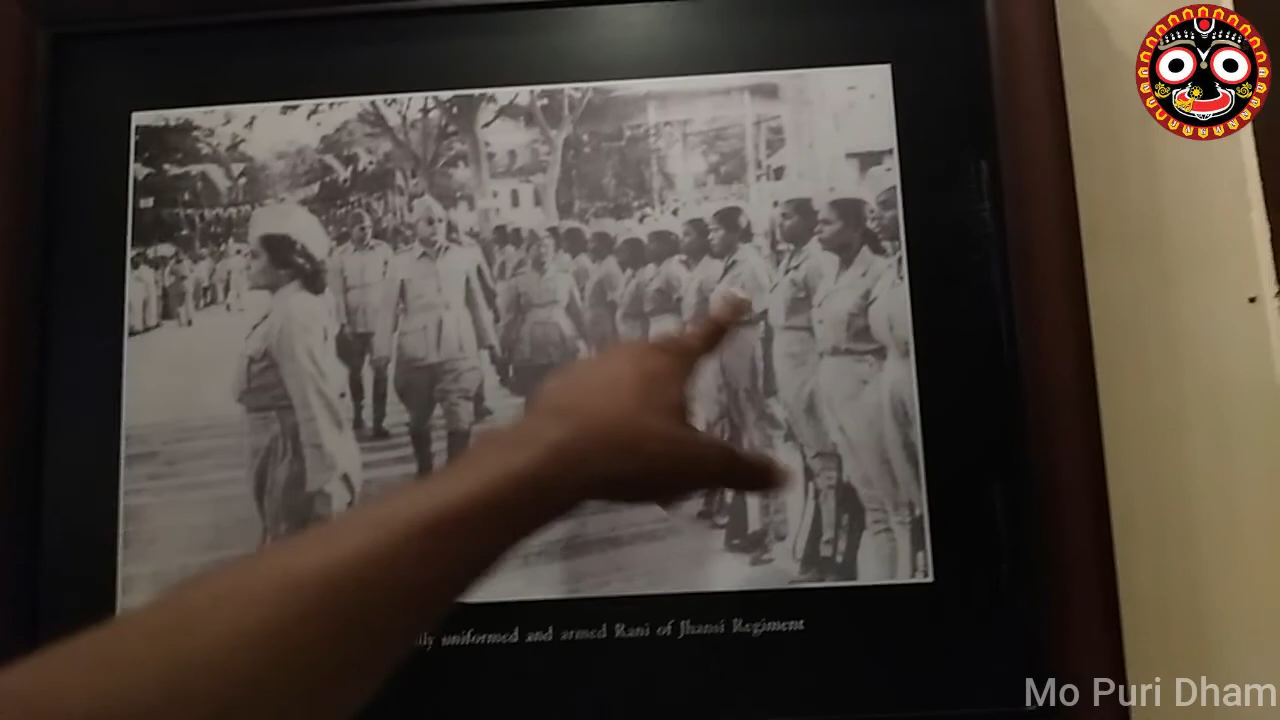 uniformed and armed Rani of Jhansi Regiment
Mo Puri Dham